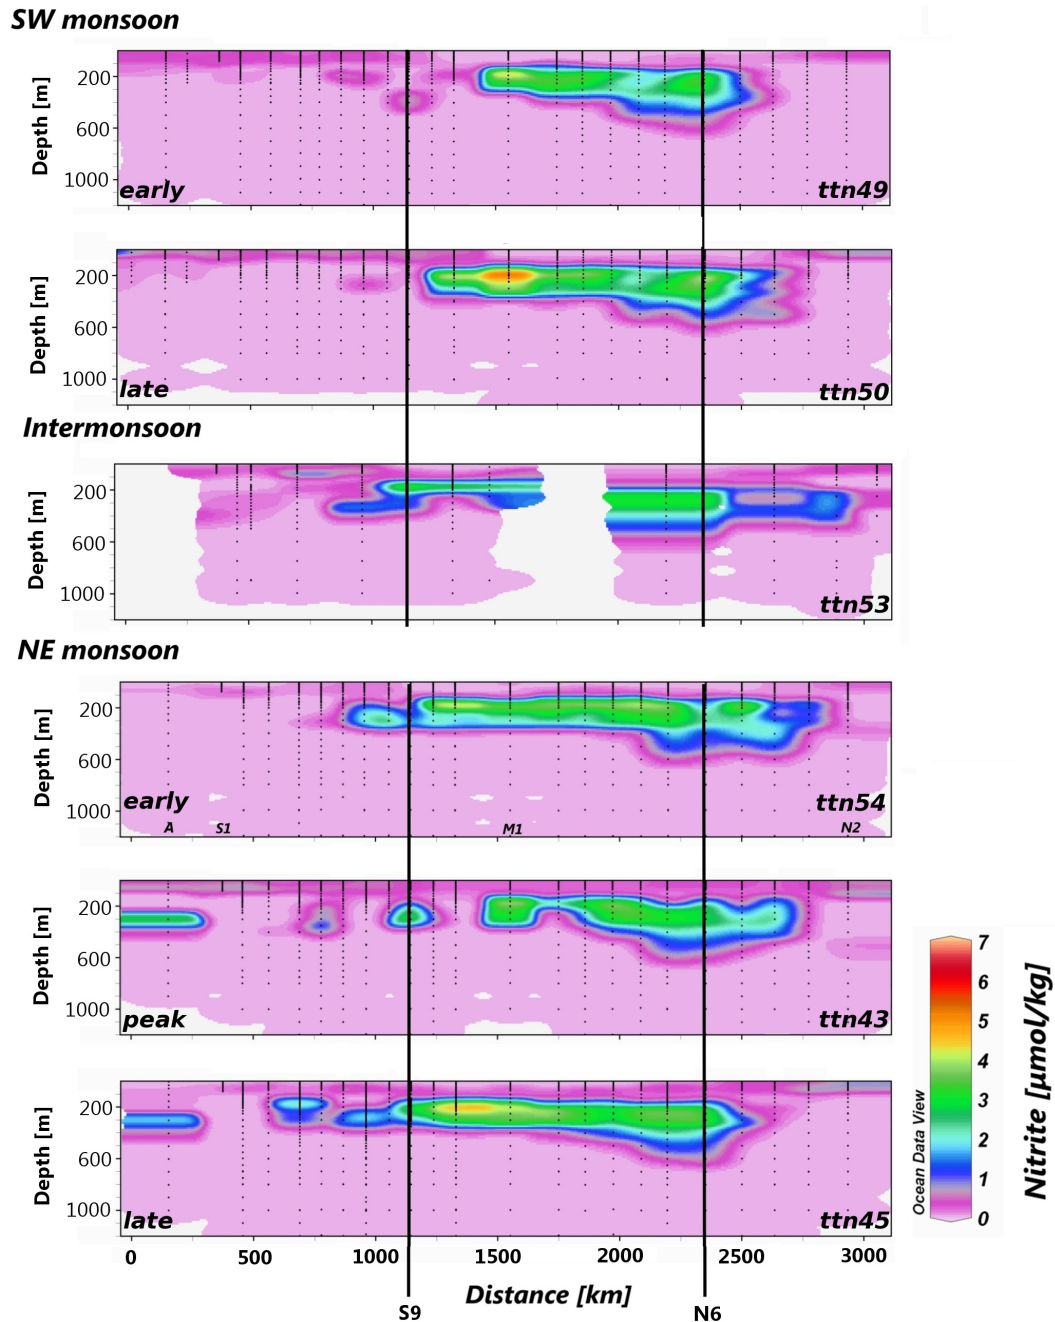 SW monsoon
Depth [m]
200
600
1000
early
ttn49
Depth [m]
200
600
1000
late
ttn50
Intermonsoon
Depth [m]
200
600
1000
ttn53
NE monsoon
Depth [m]
200
600
1000
early
ttn54
A S1 M1 N2
Depth [m]
200
600
1000
peak
ttn43
Depth [m]
200
600
1000
late
ttn45
0 500 1000 1500 2000 2500 3000
Distance [km]
S9 N6
7
6
5
4
3
2
1
0
Ocean Data View
Nitrite [µmol/kg]